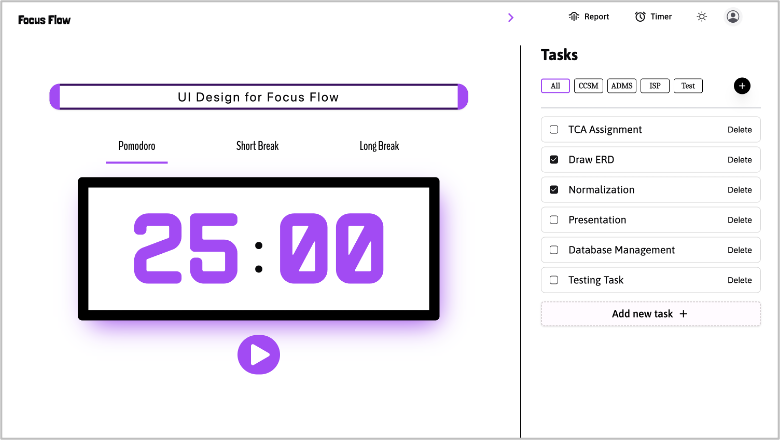 Focus Flow
Report
Timer
UI Design for Focus Flow
Pomodoro
Short Break
Long Break
25:00
Tasks
All
CCSM
ADMS
ISP
Test
TCA Assignment Delete
Draw ERD Delete
Normalization Delete
Presentation Delete
Database Management Delete
Testing Task Delete
Add new task +